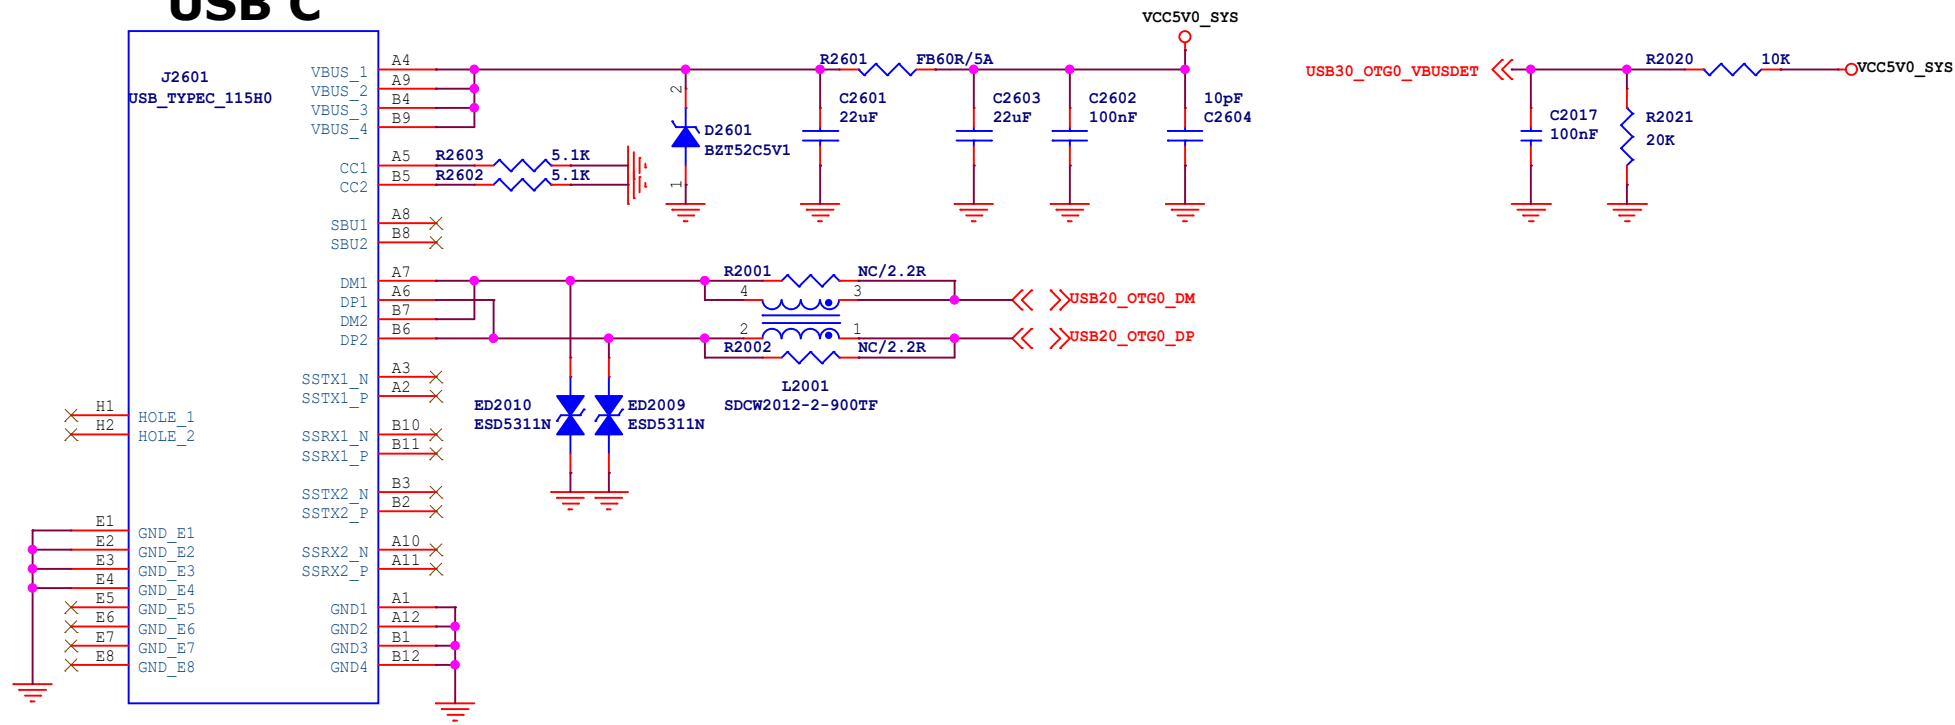 USB C
J2601
USB_TYPEC_115H0
VBUS_1 A4
VBUS_2 A9
VBUS_3 B4
VBUS_4 B9
CC1 A5
CC2 B5
SBU1 A8
SBU2 B8
DM1 A7
DP1 A6
DM2 B7
DP2 B6
SSTX1_N A3
SSTX1_P A2
SSRX1_N B10
SSRX1_P B11
SSTX2_N B3
SSTX2_P B2
SSRX2_N A10
SSRX2_P A11
GND1 A1
GND2 A12
GND3 B1
GND4 B12
H1 HOLE_1
H2 HOLE_2
E1 GND_E1
E2 GND_E2
E3 GND_E3
E4 GND_E4
E5 GND_E5
E6 GND_E6
E7 GND_E7
E8 GND_E8
R2603 5.1K
R2602 5.1K
2
D2601
BZT52C5V1
1
R2601 FB60R/5A
C2601
22uF
C2603
22uF
C2602
100nF
10pF
C2604
VCC5V0_SYS
R2001 NC/2.2R
4 3
2 1
R2002 NC/2.2R
L2001
SDCW2012-2-900TF
USB20_OTG0_DM
USB20_OTG0_DP
ED2010
ESD5311N
ED2009
ESD5311N
USB30_OTG0_VBUSDET
R2020 10K
VCC5V0_SYS
C2017
100nF
R2021
20K